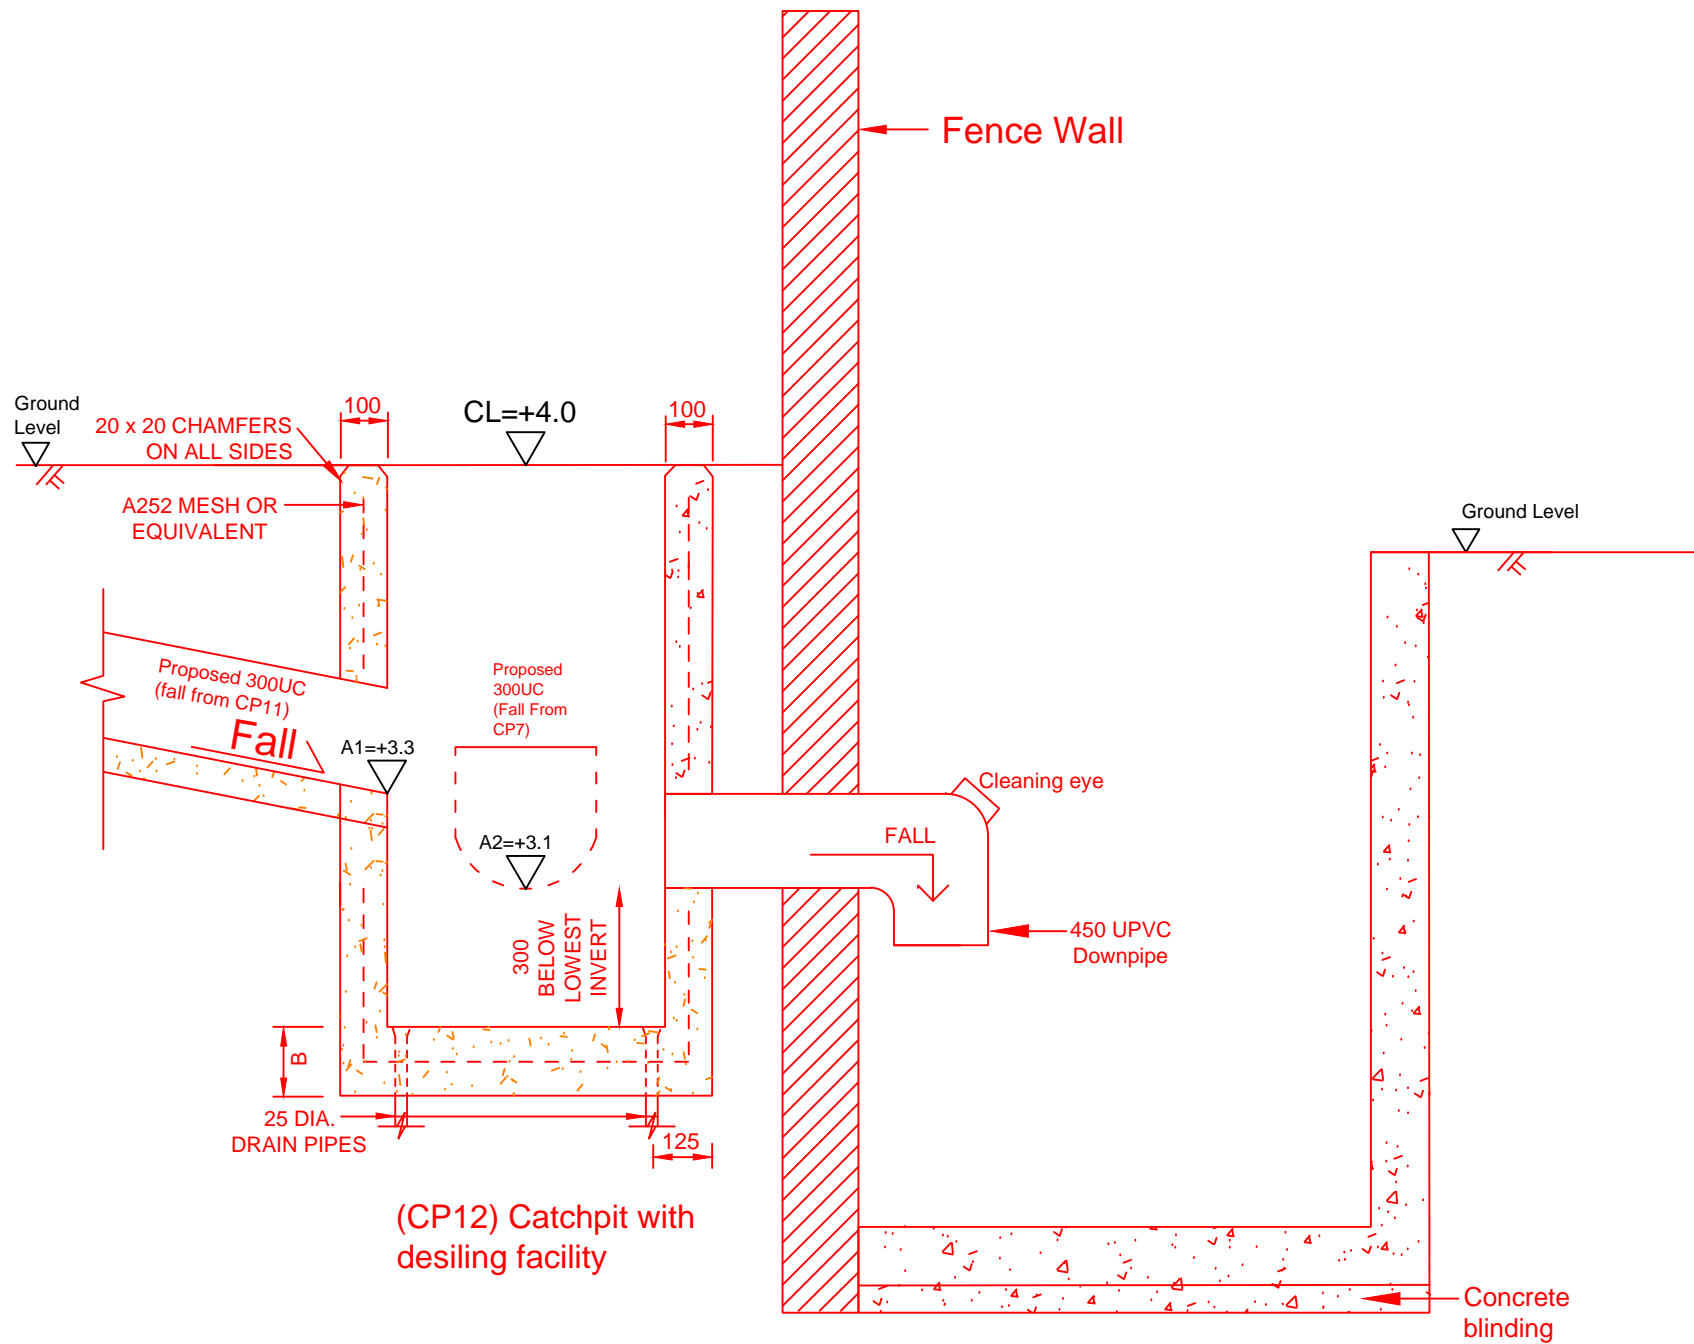 Fence Wall
Ground
Level
20 x 20 CHAMFERS
ON ALL SIDES
100
CL=+4.0
100
A252 MESH OR
EQUIVALENT
Ground Level
Proposed 300UC
(fall from CP11)
Fall
A1=+3.3
Proposed
300UC
(Fall From
CP7)
A2=+3.1
Cleaning eye
FALL
450 UPVC
Downpipe
300
BELOW
LOWEST
INVERT
B
25 DIA.
DRAIN PIPES
125
(CP12) Catchpit with
desiling facility
Concrete
blinding